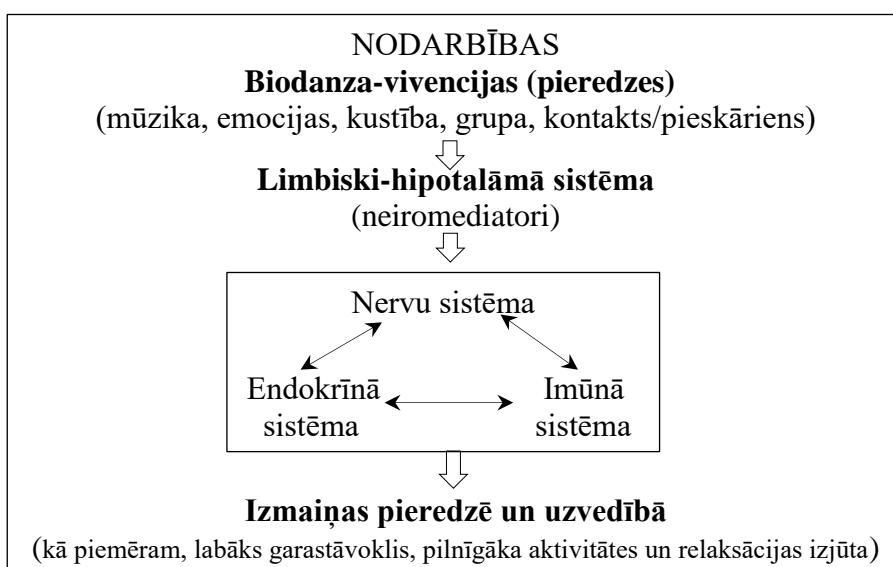 NODARBĪBAS
Biodanza-vivencijas (pieredzes)
(mūzika, emocijas, kustība, grupa, kontakts/pieskāriens)
Limbiski-hipotalāmā sistēma
(neiromediatori)
Nervu sistēma
Endokrīnā
sistēma
Imūnā
sistēma
Izmaiņas pieredzē un uzvedībā
(kā piemēram, labāks garastāvoklis, pilnīgāka aktivitātes un relaksācijas izjūta)